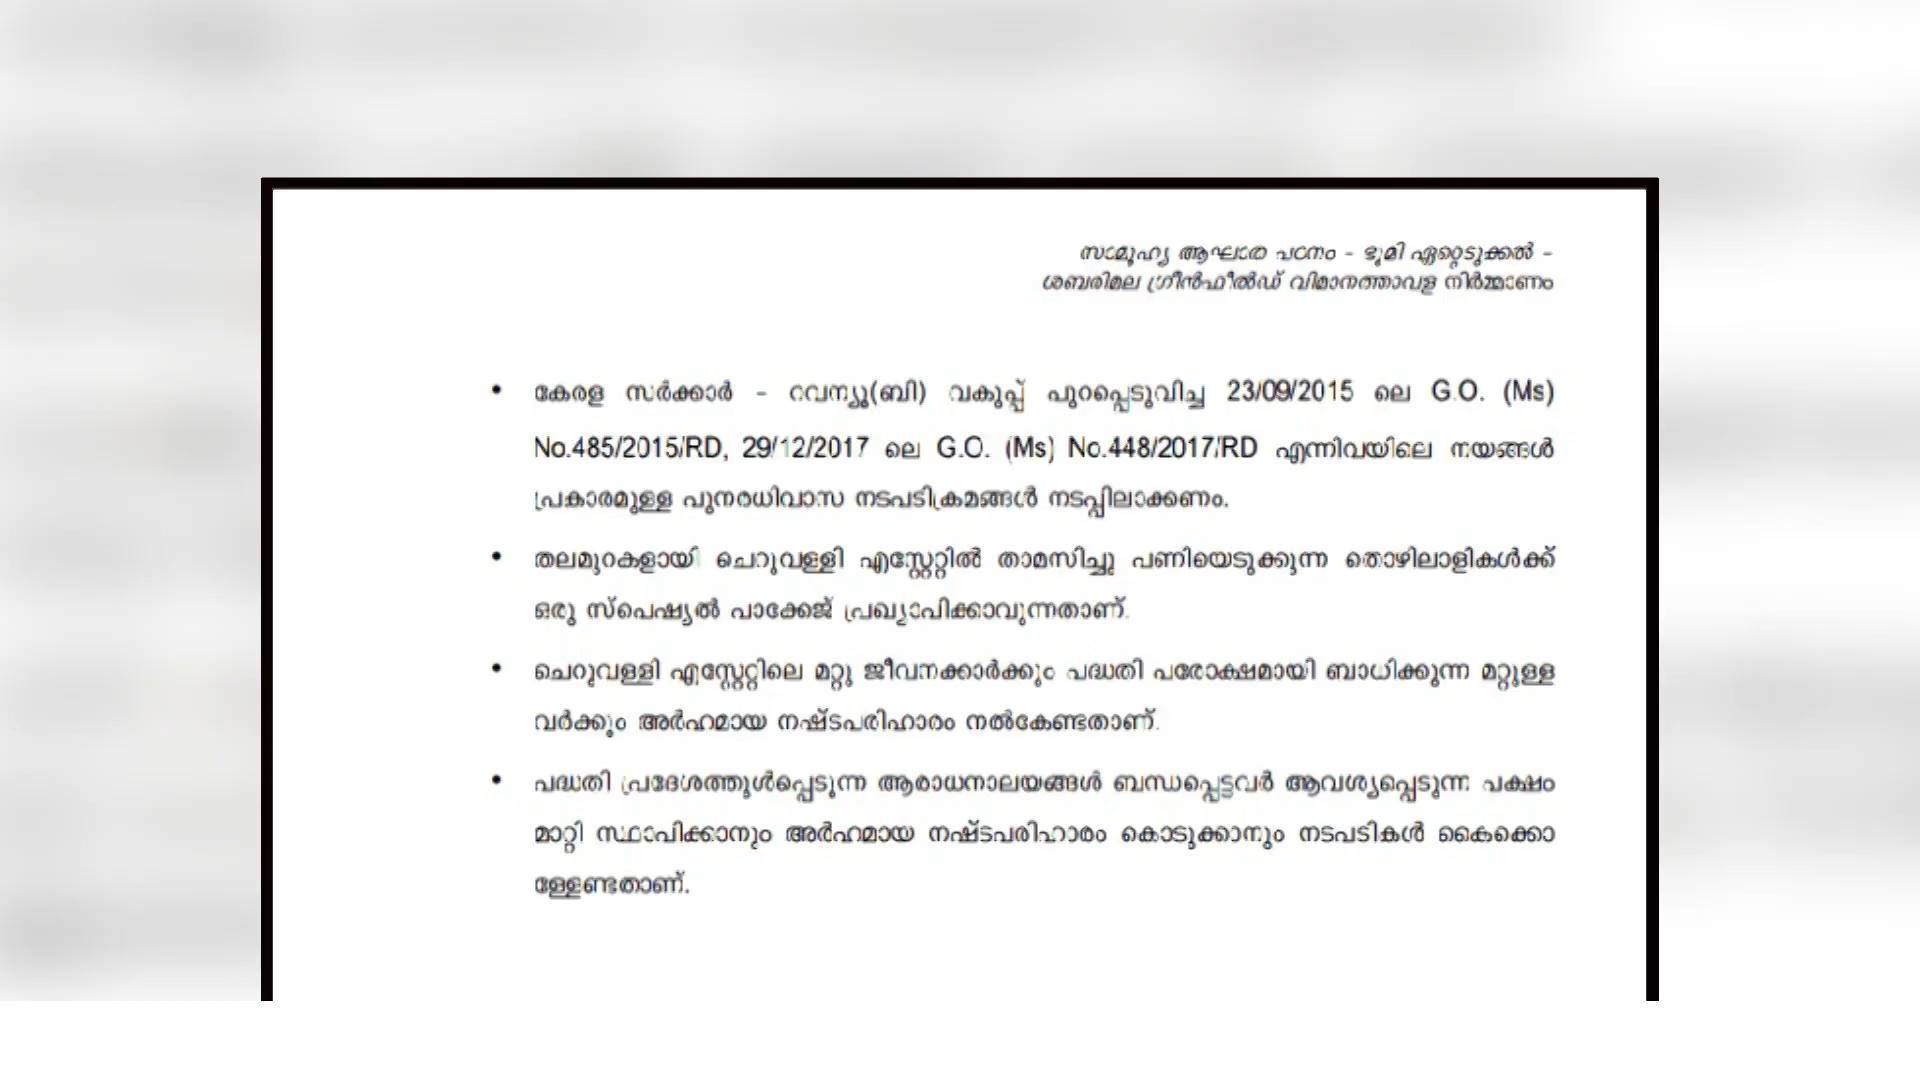 സാമൂഹ്യ ആഘാത പഠനം - ഭൂമി ഏറ്റെടുക്കൽ -
ശബരിമല ഗ്രീൻഫീൽഡ് വിമാനത്താവള നിർമ്മാണം
• കേരള സർക്കാർ - റവന്യൂ(ബി) വകുപ്പ് പുറപ്പെടുവിച്ച 23/09/2015 ലെ G.O. (Ms)
No.485/2015/RD, 29/12/2017 ലെ G.O. (Ms) No.448/2017/RD എന്നിവയിലെ നയങ്ങൾ
പ്രകാരമുള്ള പുനരധിവാസ നടപടിക്രമങ്ങൾ നടപ്പിലാക്കണം.
• തലമുറകളായി ചെറുവള്ളി എസ്റ്റേറ്റിൽ താമസിച്ചു പണിയെടുക്കുന്ന തൊഴിലാളികൾക്ക്
ഒരു സ്പെഷ്യൽ പാക്കേജ് പ്രഖ്യാപിക്കാവുന്നതാണ്.
• ചെറുവള്ളി എസ്റ്റേറ്റിലെ മറ്റു ജീവനക്കാർക്കും പദ്ധതി പരോക്ഷമായി ബാധിക്കുന്ന മറ്റുള്ള
വർക്കും അർഹമായ നഷ്ടപരിഹാരം നൽകേണ്ടതാണ്.
• പദ്ധതി പ്രദേശത്തുൾപ്പെടുന്ന ആരാധനാലയങ്ങൾ ബന്ധപ്പെട്ടവർ ആവശ്യപ്പെടുന്ന പക്ഷം
മാറ്റി സ്ഥാപിക്കാനും അർഹമായ നഷ്ടപരിഹാരം കൊടുക്കാനും നടപടികൾ കൈക്കൊ
ള്ളേണ്ടതാണ്.